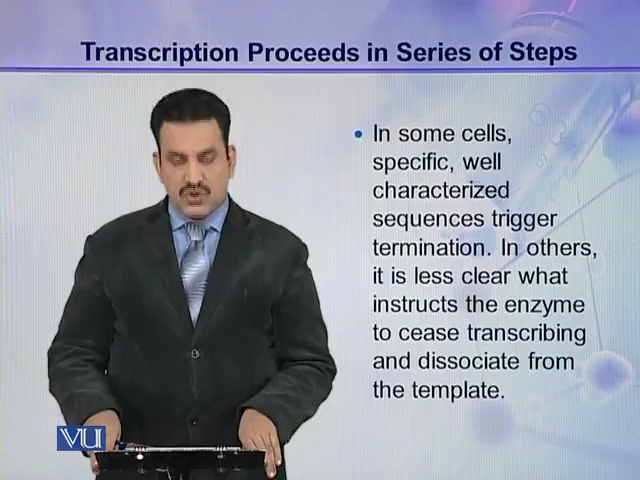 Transcription Proceeds in Series of Steps
• In some cells,
specific, well
characterized
sequences trigger
termination. In others,
it is less clear what
instructs the enzyme
to cease transcribing
and dissociate from
the template.
VU